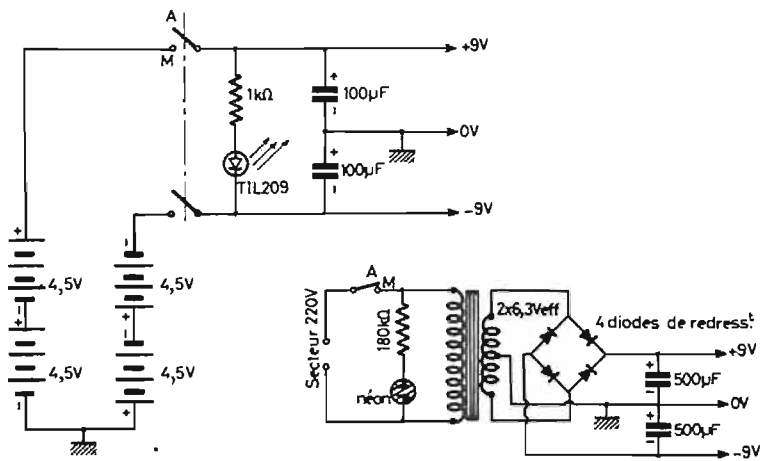 A
M
+9V
1kΩ
+
100µF
0V
+
100µF
TIL209
-9V
+
4,5V
4,5V
+
4,5V
4,5V
+
Secteur 220V
A
M
180kΩ
néon
2x6,3Veff
4 diodes de redress.t
+9V
+
500µF
-
0V
+
500µF
-
-9V